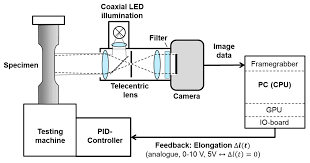 Coaxial LED
illumination
Filter
Specimen
Telecentric
lens
Camera
Image
data
Framegrabber
PC (CPU)
GPU
IO-board
Testing
machine
PID-
Controller
Feedback: Elongation Δl(t)
(analogue, 0-10 V, 5V ↔ Δl(t) = 0)